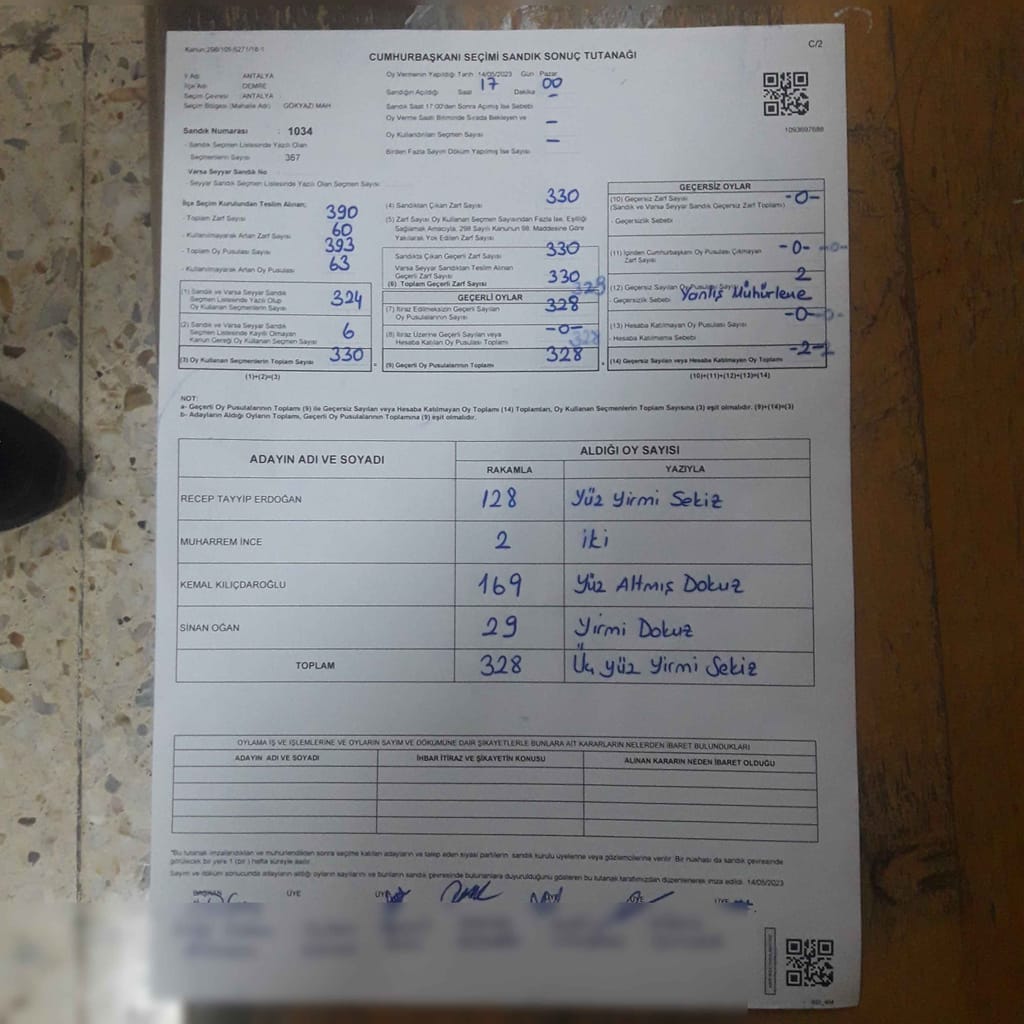 Kanun:298/109-6271/16-1
C/2
CUMHURBAŞKANI SEÇİMİ SANDIK SONUÇ TUTANAĞI
İl Adı ANTALYA
İlçe Adı DEMRE
Seçim Çevresi ANTALYA
Seçim Bölgesi (Mahalle Adı) GÖKYAZI MAH
Sandık Numarası : 1034
- Sandık Seçmen Listesinde Yazılı Olan
Seçmenlerin Sayısı 367
Varsa Seyyar Sandık No
- Seyyar Sandık Seçmen Listesinde Yazılı Olan Seçmen Sayısı
Oy Vermenin Yapıldığı Tarih 14/05/2023 Gün Pazar
Sandığın Açıldığı Saat 17 Dakika 00
Sandık Saat 17:00'den Sonra Açılmış İse Sebebi -
Oy Verme Saati Bitiminde Sırada Bekleyen ve
Oy Kullandırılan Seçmen Sayısı -
Birden Fazla Sayım Döküm Yapılmış İse Sayısı -
1093697688
İlçe Seçim Kurulundan Teslim Alınan;
- Toplam Zarf Sayısı 390
- Kullanılmayarak Artan Zarf Sayısı 60
- Toplam Oy Pusulası Sayısı 393
- Kullanılmayarak Artan Oy Pusulası 63
(1) Sandık ve Varsa Seyyar Sandık
Seçmen Listesinde Yazılı Olup
Oy Kullanan Seçmenlerin Sayısı 324
(2) Sandık ve Varsa Seyyar Sandık
Seçmen Listesinde Kayıtlı Olmayan
Kanun Gereği Oy Kullanan Seçmen Sayısı 6
(3) Oy Kullanan Seçmenlerin Toplam Sayısı 330
(1)+(2)=(3)
(4) Sandıktan Çıkan Zarf Sayısı 330
(5) Zarf Sayısı Oy Kullanan Seçmen Sayısından Fazla İse, Eşitliği
Sağlamak Amacıyla, 298 Sayılı Kanunun 98. Maddesine Göre
Yakılarak Yok Edilen Zarf Sayısı
Sandıkta Çıkan Geçerli Zarf Sayısı 330
Varsa Seyyar Sandıktan Teslim Alınan
Geçerli Zarf Sayısı
(6) Toplam Geçerli Zarf Sayısı 330
GEÇERLİ OYLAR
(7) İtiraz Edilmeksizin Geçerli Sayılan
Oy Pusulalarının Sayısı 328
(8) İtiraz Üzerine Geçerli Sayılan veya
Hesaba Katılan Oy Pusulaları Toplamı -0-
(9) Geçerli Oy Pusulalarının Toplamı 328
GEÇERSİZ OYLAR
(10) Geçersiz Zarf Sayısı -0-
(Sandık ve Varsa Seyyar Sandık Geçersiz Zarf Toplamı)
- Geçersizlik Sebebi
(11) İçinden Cumhurbaşkanı Oy Pusulası Çıkmayan
Zarf Sayısı -0-
(12) Geçersiz Sayılan Oy Pusulası Sayısı 2
- Geçersizlik Sebebi Yanlış Mühürleme
(13) Hesaba Katılmayan Oy Pusulası Sayısı -0-
- Hesaba Katılmama Sebebi
(14) Geçersiz Sayılan veya Hesaba Katılmayan Oy Toplamı -2-
(10)+(11)+(12)+(13)=(14)
NOT:
a- Geçerli Oy Pusulalarının Toplamı (9) ile Geçersiz Sayılan veya Hesaba Katılmayan Oy Toplamı (14) Toplamları, Oy Kullanan Seçmenlerin Toplam Sayısına (3) eşit olmalıdır. (9)+(14)=(3)
b- Adayların Aldığı Oyların Toplamı, Geçerli Oy Pusulaları Toplamına (9) eşit olmalıdır.
ADAYIN ADI VE SOYADI
ALDIĞI OY SAYISI
RAKAMLA YAZIYLA
RECEP TAYYİP ERDOĞAN 128 Yüz Yirmi Sekiz
MUHARREM İNCE 2 iki
KEMAL KILIÇDAROĞLU 169 Yüz Altmış Dokuz
SİNAN OĞAN 29 Yirmi Dokuz
TOPLAM 328 Üç yüz Yirmi Sekiz
OYLAMA İŞ VE İŞLEMLERİNE VE OYLARIN SAYIM VE DÖKÜMÜNE DAİR ŞİKAYETLERLE BUNLARA AİT KARARLARIN NELERDEN İBARET BULUNDUKLARI
ADAYIN ADI VE SOYADI İHBAR İTİRAZ VE ŞİKAYETİN KONUSU ALINAN KARARIN NEDEN İBARET OLDUĞU
"Bu tutanak imzalandıktan ve mühürlendikten sonra seçime katılan adayların ve talep eden siyasi partilerin sandık kurulu üyelerine veya gözlemcilerine verilir. Bir nüshası da sandık çevresinde
görülecek bir yere 1 (bir) hafta süreyle asılır.
Sayım ve döküm sonucunda adayların aldığı oyların sayılarını ve bunların sandık çevresinde bulunanlara duyurulduğunu gösteren bu tutanak tarafımızdan düzenlenerek imza edildi. 14/05/2023
BAŞKAN ÜYE ÜYE ÜYE ÜYE